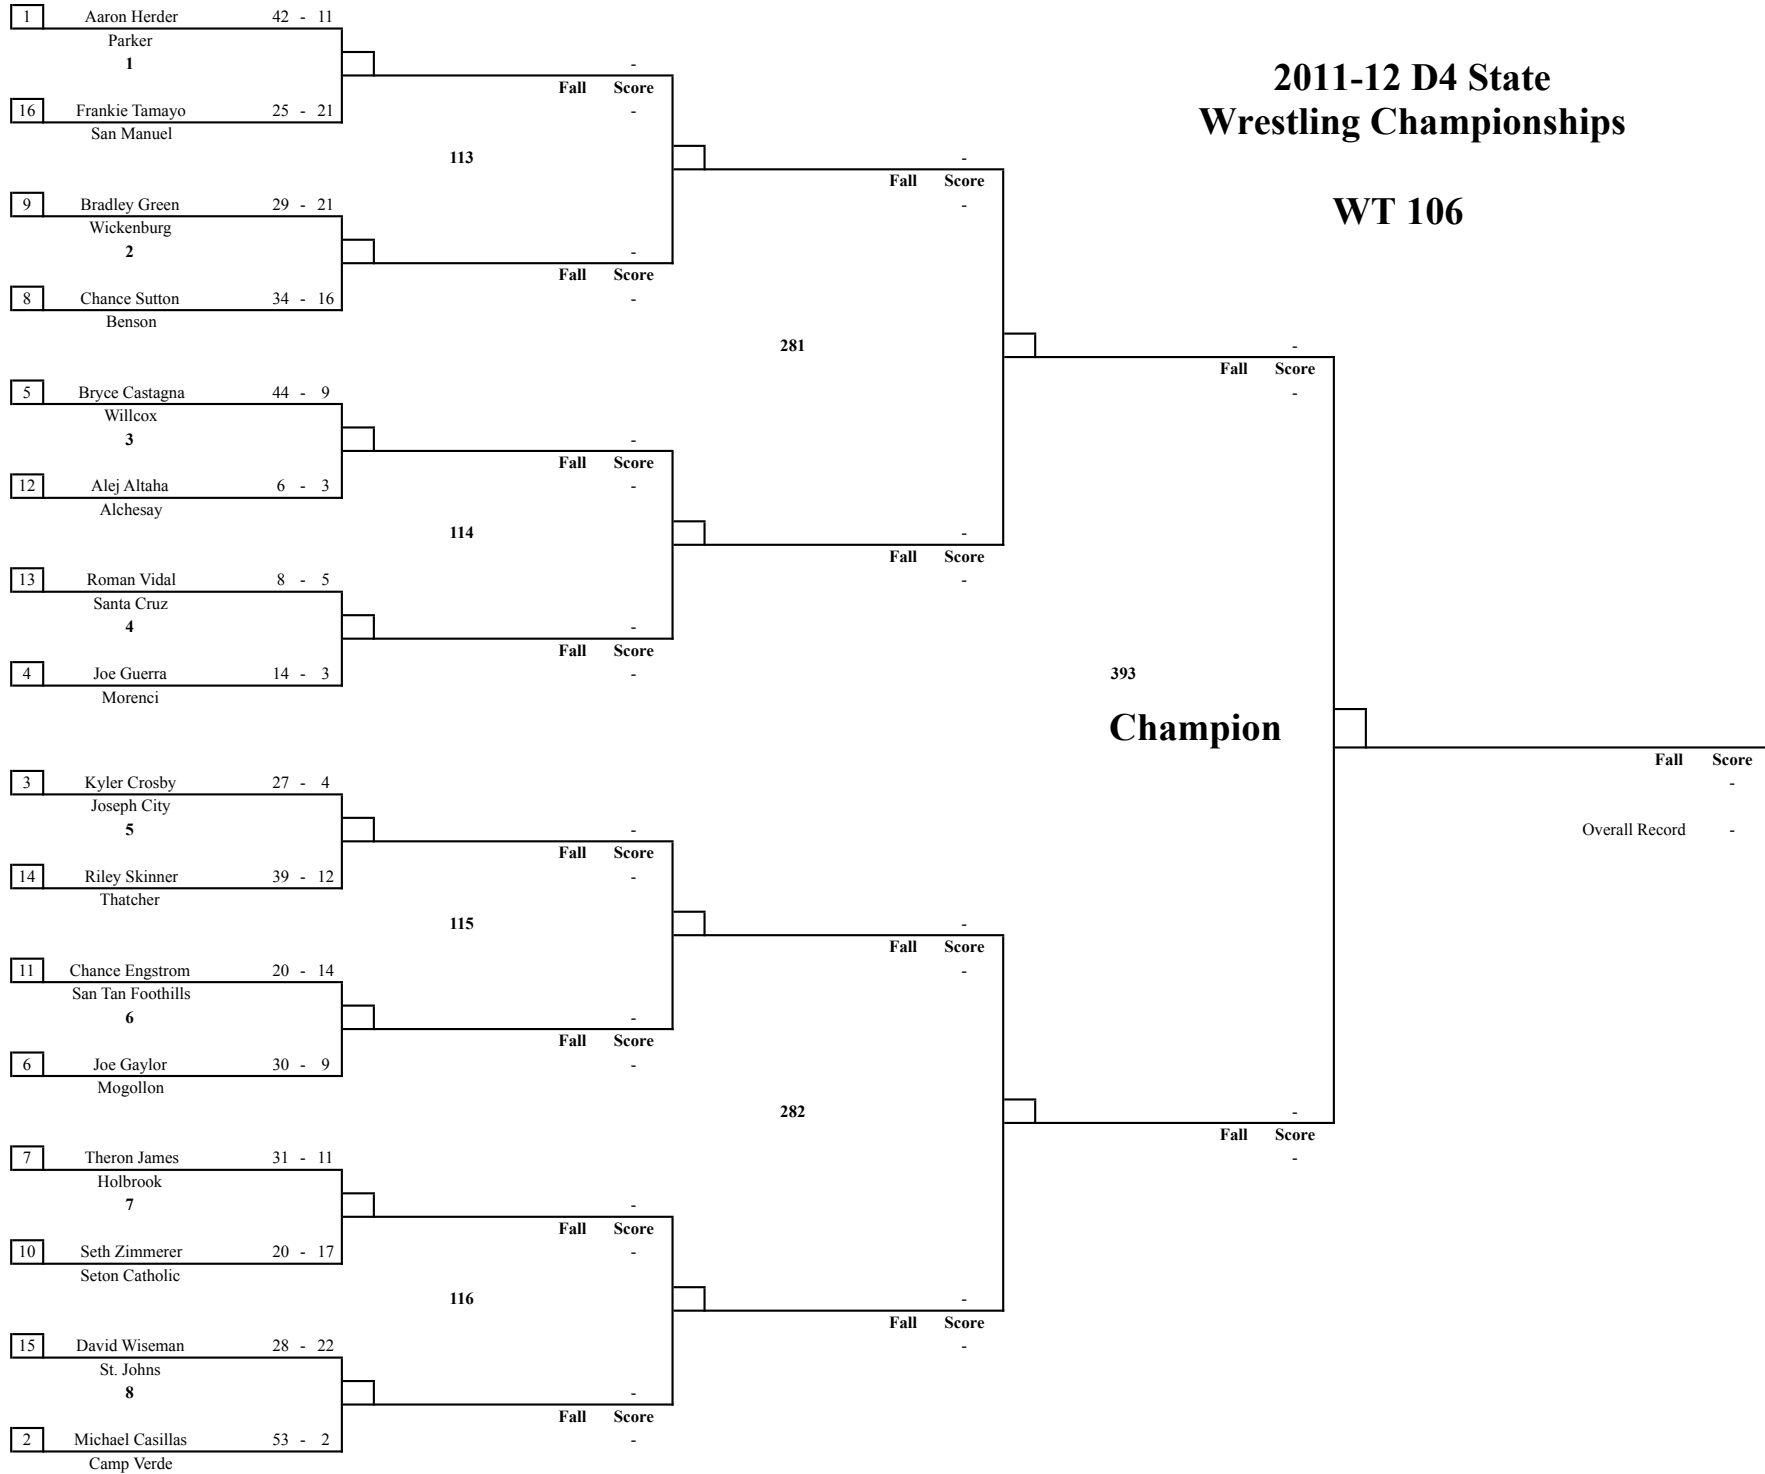 1 Aaron Herder 42 - 11
Parker
1
-
Fall Score
16 Frankie Tamayo 25 - 21
-
San Manuel
2011-12 D4 State
Wrestling Championships
WT 106
113
-
Fall Score
9 Bradley Green 29 - 21
-
Wickenburg
2
-
Fall Score
8 Chance Sutton 34 - 16
-
Benson
281
-
Fall Score
5 Bryce Castagna 44 - 9
-
Willcox
3
-
Fall Score
12 Alej Altaha 6 - 3
-
Alchesay
114
-
Fall Score
13 Roman Vidal 8 - 5
-
Santa Cruz
4
-
Fall Score
4 Joe Guerra 14 - 3
-
Morenci
393
Champion
Fall Score
-
Overall Record -
3 Kyler Crosby 27 - 4
Joseph City
5
-
Fall Score
14 Riley Skinner 39 - 12
-
Thatcher
115
-
Fall Score
11 Chance Engstrom 20 - 14
-
San Tan Foothills
6
-
Fall Score
6 Joe Gaylor 30 - 9
-
Mogollon
282
-
Fall Score
7 Theron James 31 - 11
-
Holbrook
7
-
Fall Score
10 Seth Zimmerer 20 - 17
-
Seton Catholic
116
-
Fall Score
15 David Wiseman 28 - 22
-
St. Johns
8
-
Fall Score
2 Michael Casillas 53 - 2
-
Camp Verde